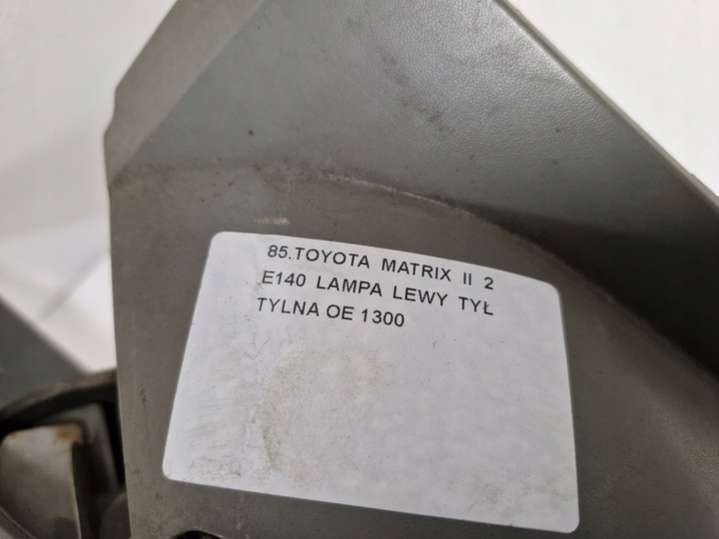 85.TOYOTA MATRIX II 2
E140 LAMPA LEWY TYŁ
TYLNA OE 1300